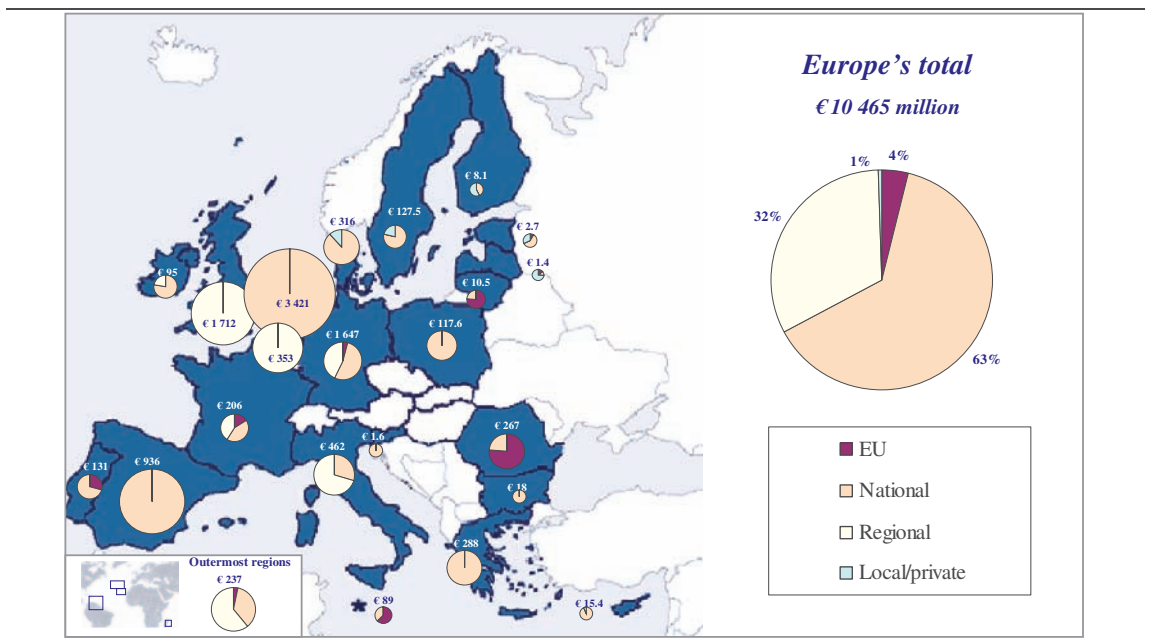 Europe's total
€ 10 465 million
1%
4%
32%
63%
EU
National
Regional
Local/private
€ 8.1
€ 127.5
€ 316
€ 2.7
€ 1.4
€ 95
€ 10.5
€ 3 421
€ 1 712
€ 117.6
€ 1 647
€ 353
€ 206
€ 267
€ 1.6
€ 462
€ 936
€ 131
€ 18
€ 288
Outermost regions
€ 237
€ 89
€ 15.4